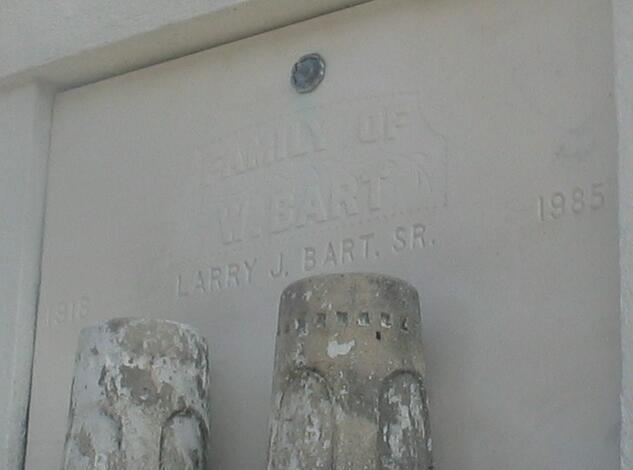 FAMILY OF
W. BART
LARRY J. BART, SR.
1918
1985